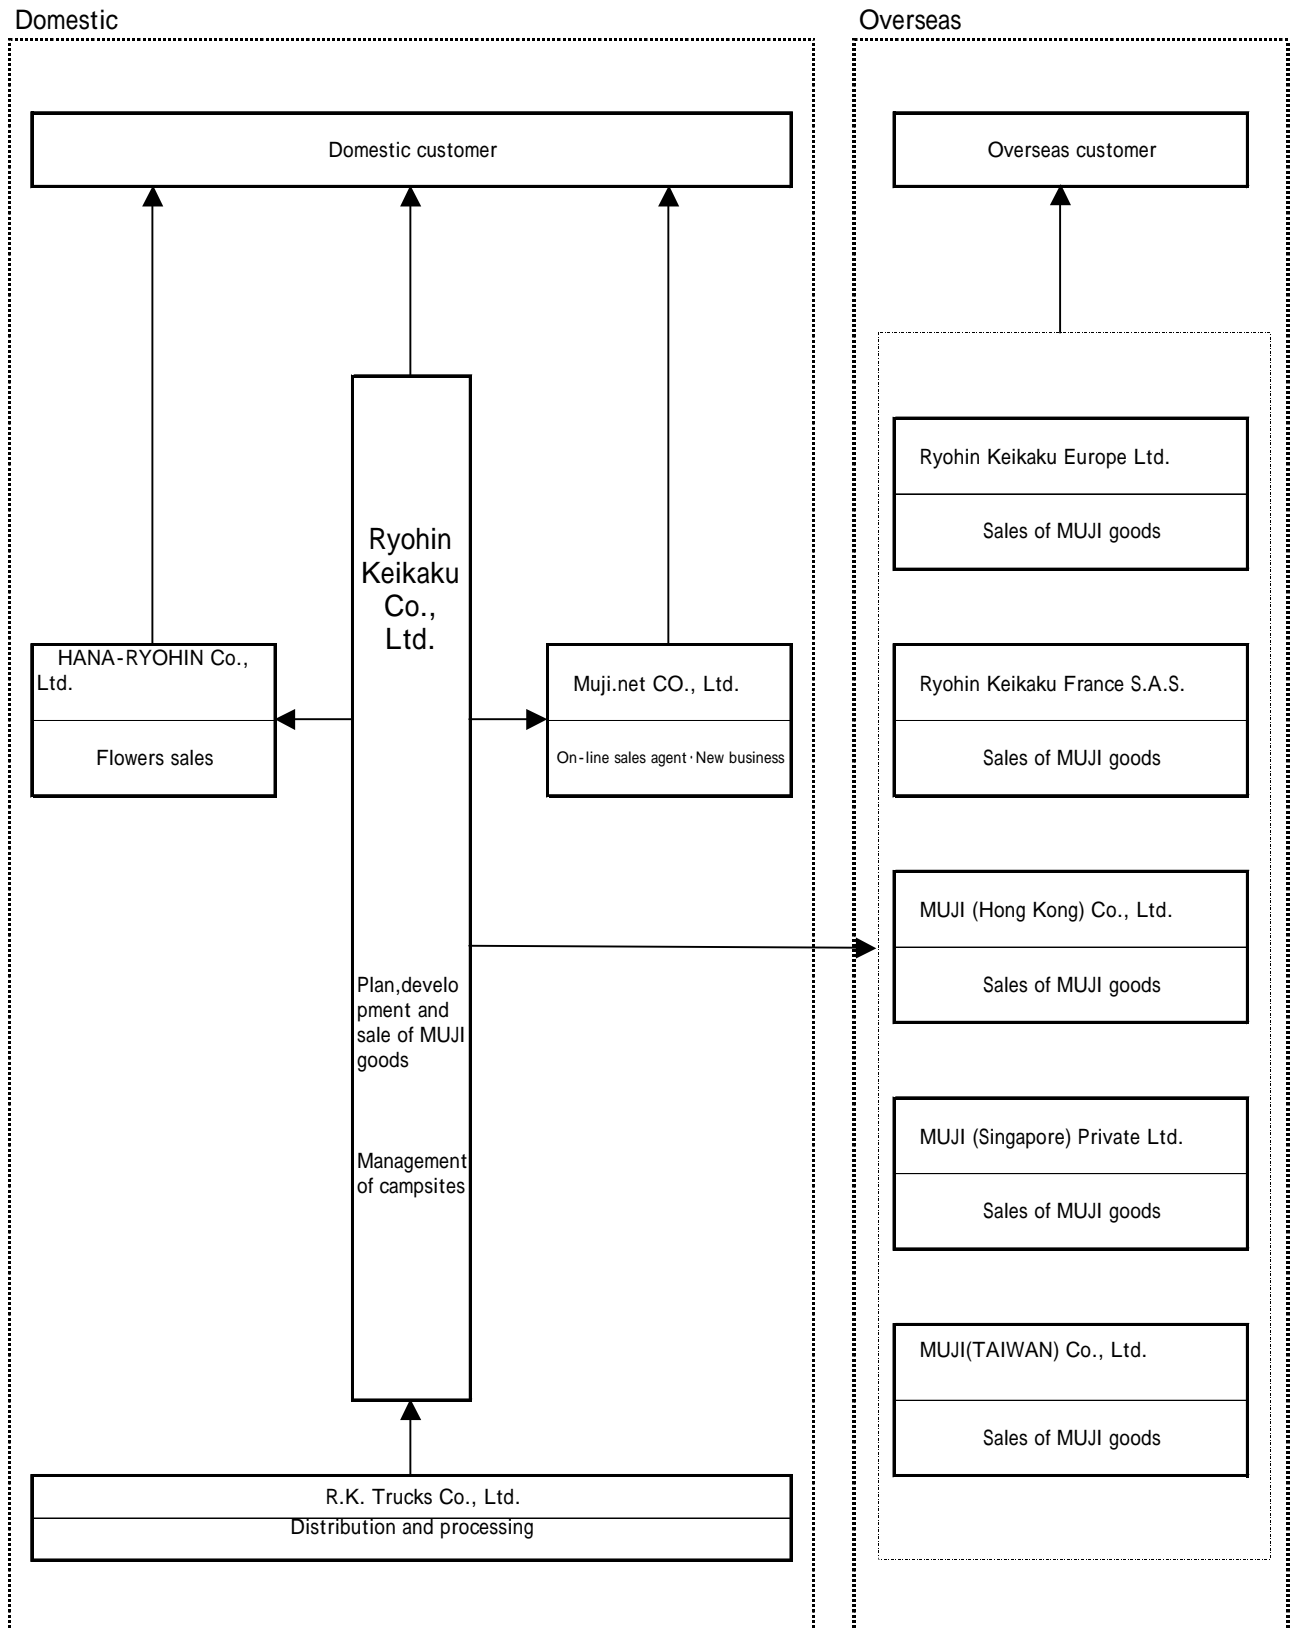 Domestic
Overseas
Domestic customer
Overseas customer
Ryohin
Keikaku
Co.,
Ltd.
HANA-RYOHIN Co.,
Ltd.
Flowers sales
Muji.net CO., Ltd.
On-line sales agent･New business
Plan,develo
pment and
sale of MUJI
goods
Management
of campsites
R.K. Trucks Co., Ltd.
Distribution and processing
Ryohin Keikaku Europe Ltd.
Sales of MUJI goods
Ryohin Keikaku France S.A.S.
Sales of MUJI goods
MUJI (Hong Kong) Co., Ltd.
Sales of MUJI goods
MUJI (Singapore) Private Ltd.
Sales of MUJI goods
MUJI(TAIWAN) Co., Ltd.
Sales of MUJI goods